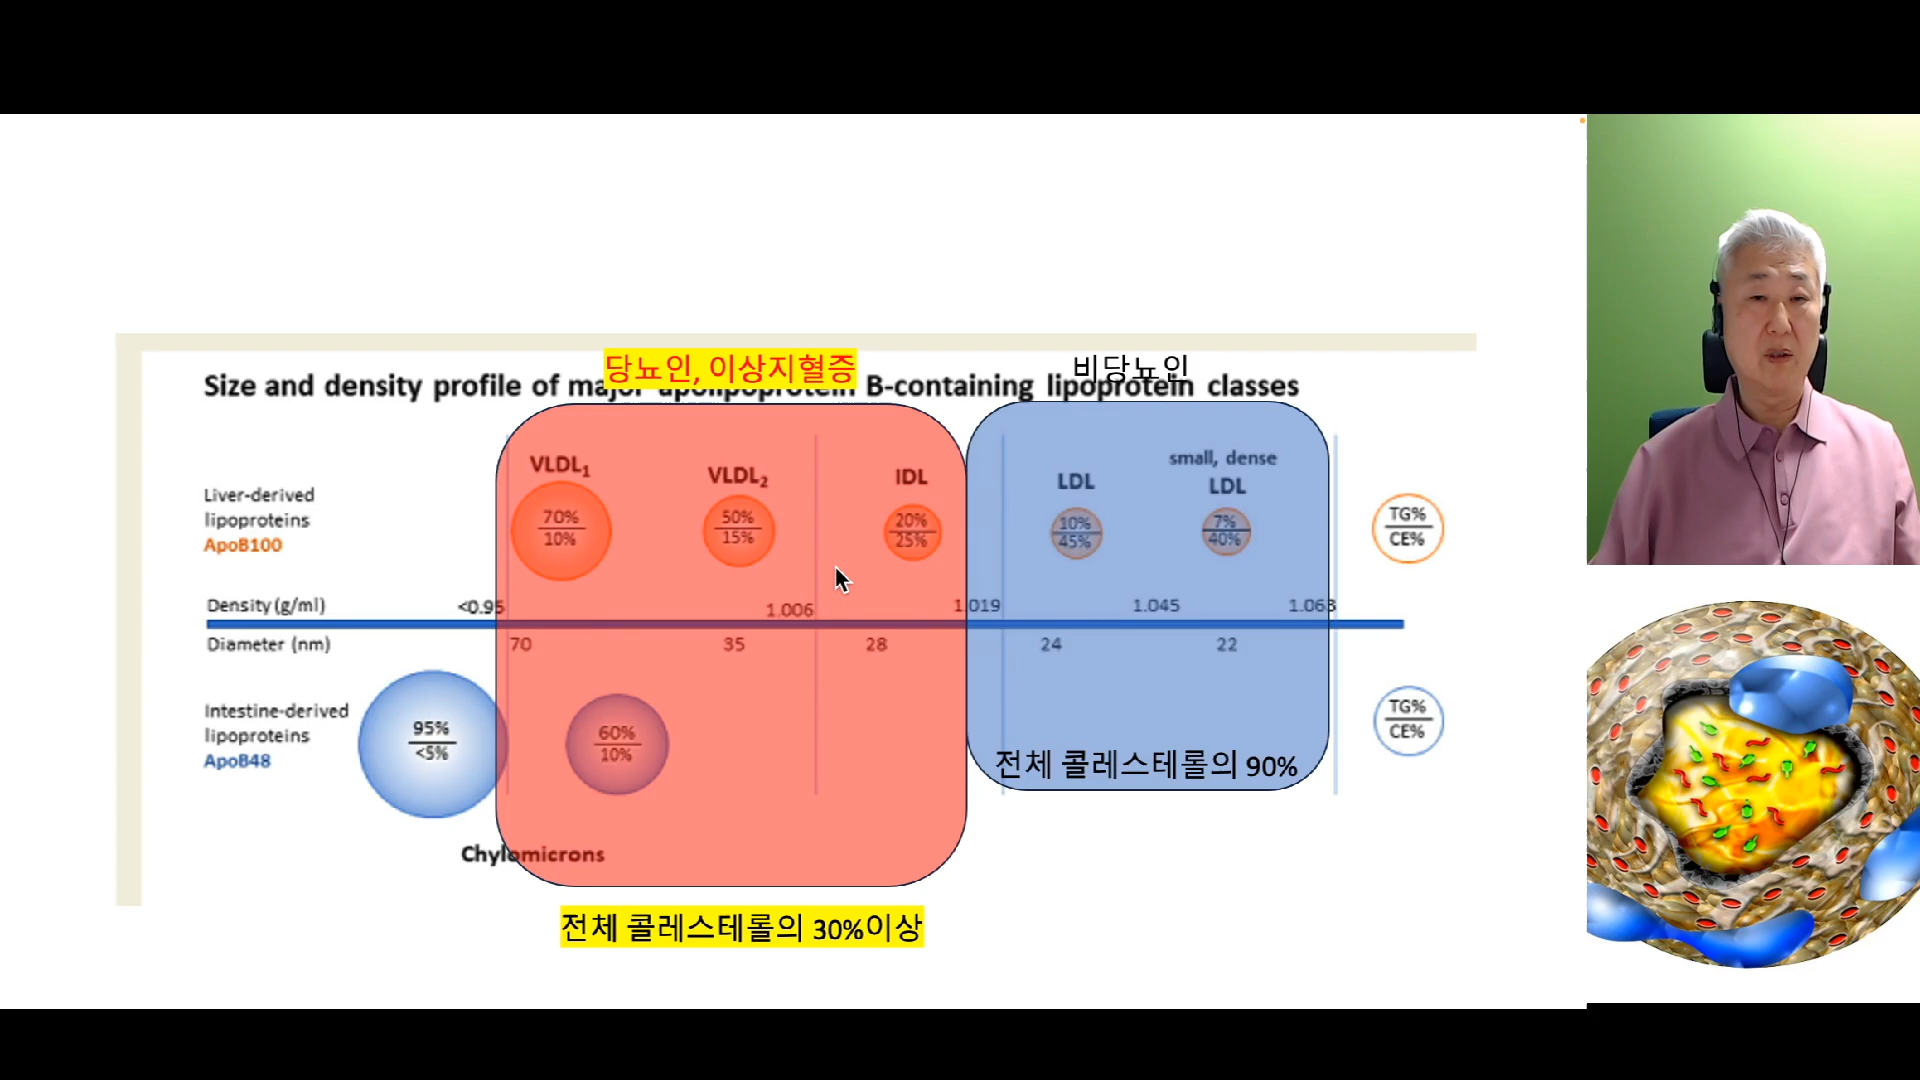 당뇨인, 이상지혈증
비당뇨인
Size and density profile of major apolipoprotein B-containing lipoprotein classes
VLDL1
VLDL2
IDL
LDL
small, dense
LDL
Liver-derived
lipoproteins
ApoB100
70%
10%
50%
15%
20%
25%
10%
45%
7%
40%
TG%
CE%
Density (g/ml)
<0.95
1.006
1.019
1.045
1.063
Diameter (nm)
70
35
28
24
22
Intestine-derived
lipoproteins
ApoB48
95%
<5%
60%
10%
TG%
CE%
전체 콜레스테롤의 90%
Chylomicrons
전체 콜레스테롤의 30%이상